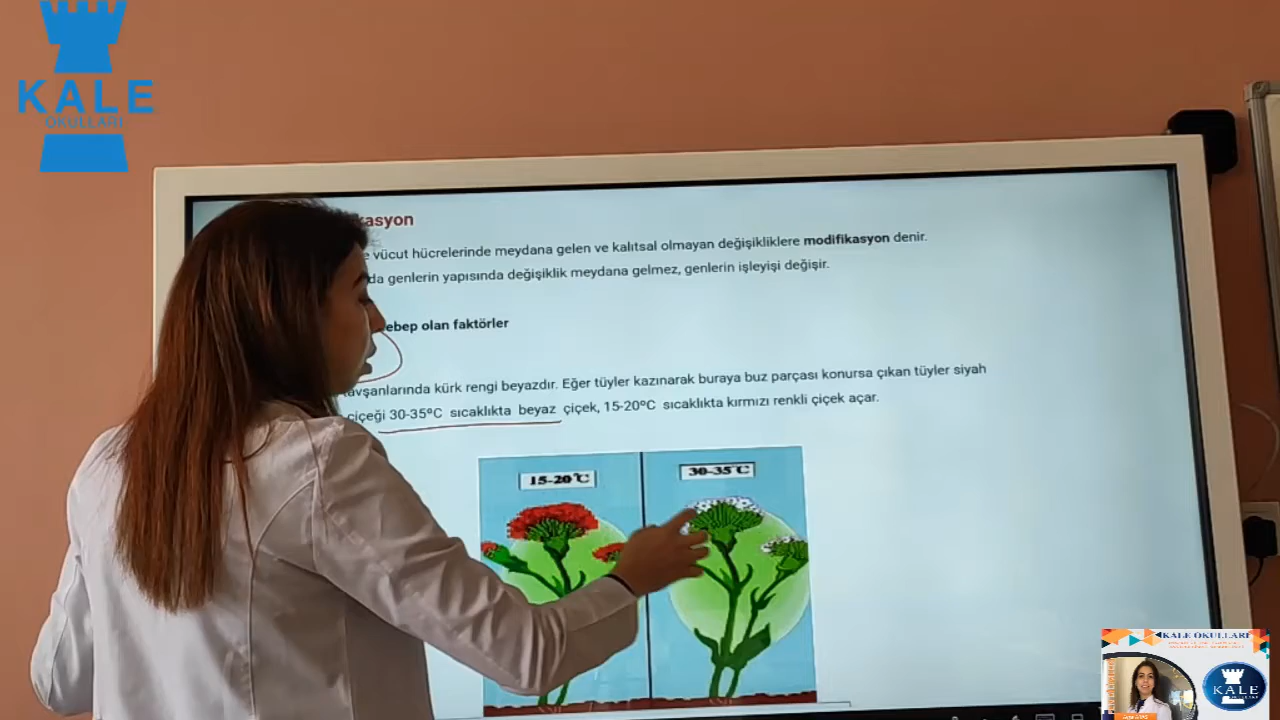 KALE
OKULLARI
kasyon
e vücut hücrelerinde meydana gelen ve kalıtsal olmayan değişikliklere modifikasyon denir.
da genlerin yapısında değişiklik meydana gelmez, genlerin işleyişi değişir.
ebep olan faktörler
avşanlarında kürk rengi beyazdır. Eğer tüyler kazınarak buraya buz parçası konursa çıkan tüyler siyah
çiçeği 30-35°C sıcaklıkta beyaz çiçek, 15-20°C sıcaklıkta kırmızı renkli çiçek açar.
15-20°C
30-35°C
KALE OKULLARI
KALE